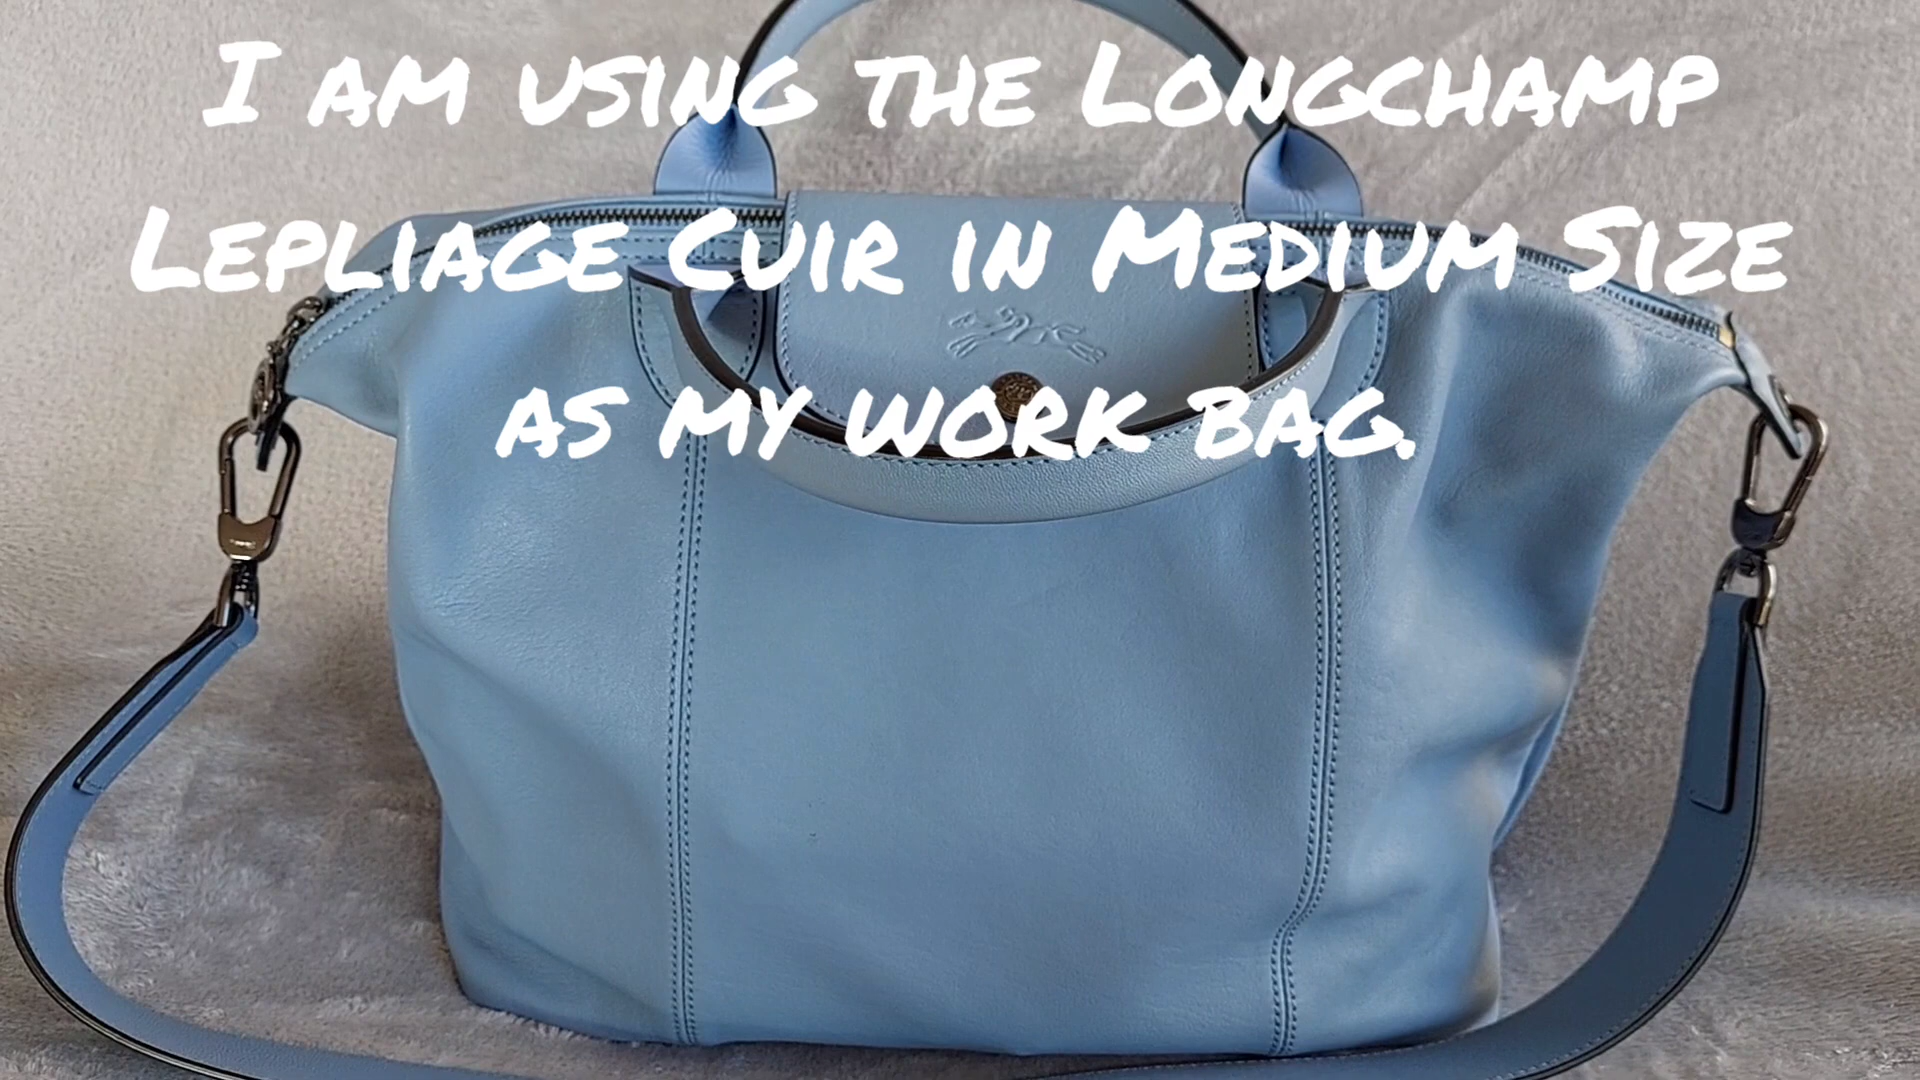 I am using the Longchamp
Lepliage Cuir in Medium Size
as my work bag.